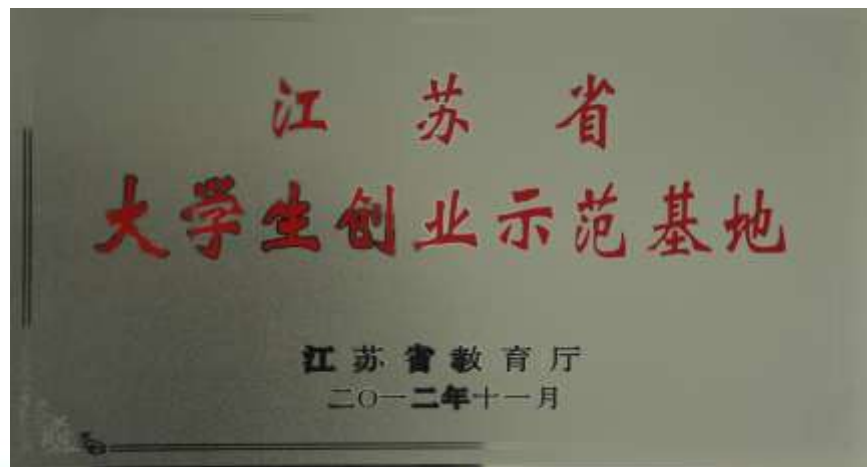 江苏省
大学生创业示范基地
江苏省教育厅
二〇一二年十一月